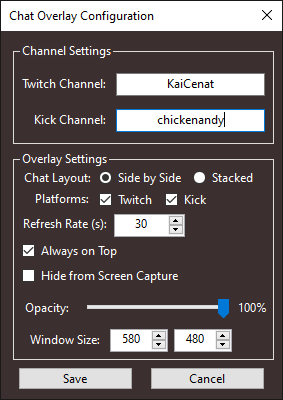 Chat Overlay Configuration
Channel Settings
Twitch Channel: KaiCenat
Kick Channel: chickenandy
Overlay Settings
Chat Layout: Side by Side Stacked
Platforms: Twitch Kick
Refresh Rate (s): 30
Always on Top
Hide from Screen Capture
Opacity: 100%
Window Size: 580 480
Save Cancel